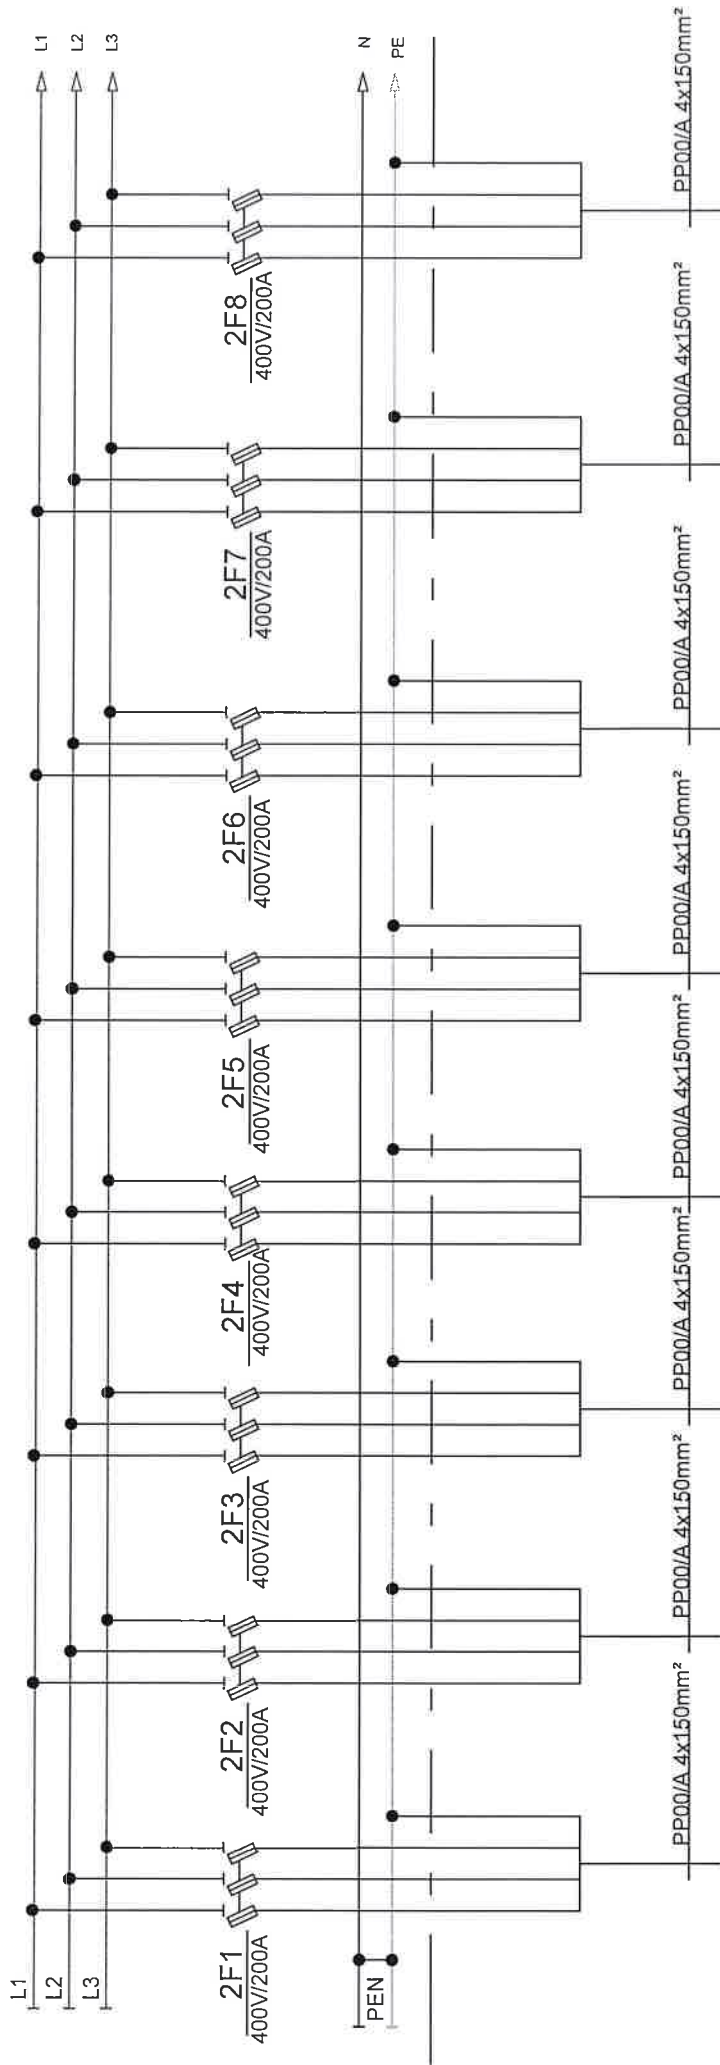 L1
L2
L3
N
PE
2F8
400V/200A
PP00/A 4x150mm²
2F7
400V/200A
PP00/A 4x150mm²
2F6
400V/200A
PP00/A 4x150mm²
2F5
400V/200A
PP00/A 4x150mm²
2F4
400V/200A
PP00/A 4x150mm²
2F3
400V/200A
PP00/A 4x150mm²
2F2
400V/200A
PP00/A 4x150mm²
2F1
400V/200A
PP00/A 4x150mm²
L1
L2
L3
PEN